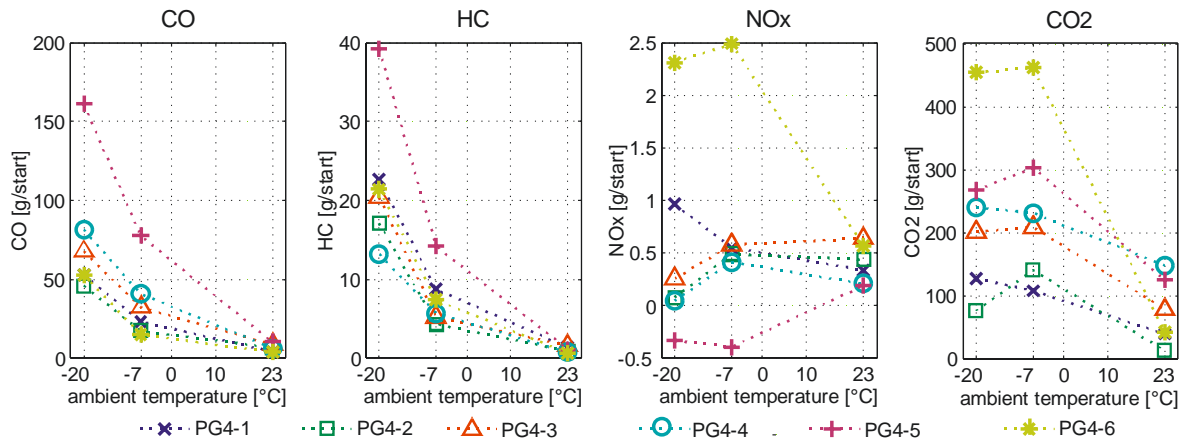 CO HC NOx CO2
200 40 2.5 500
CO [g/start] HC [g/start] NOx [g/start] CO2 [g/start]
2 400
150 30
1.5 300
100 20 1
0.5 200
50 10
0 100
0 0 -0.5 0
-20 -7 0 10 23 -20 -7 0 10 23 -20 -7 0 10 23 -20 -7 0 10 23
ambient temperature [°C] ambient temperature [°C] ambient temperature [°C] ambient temperature [°C]
PG4-1 PG4-2 PG4-3 PG4-4 PG4-5 PG4-6